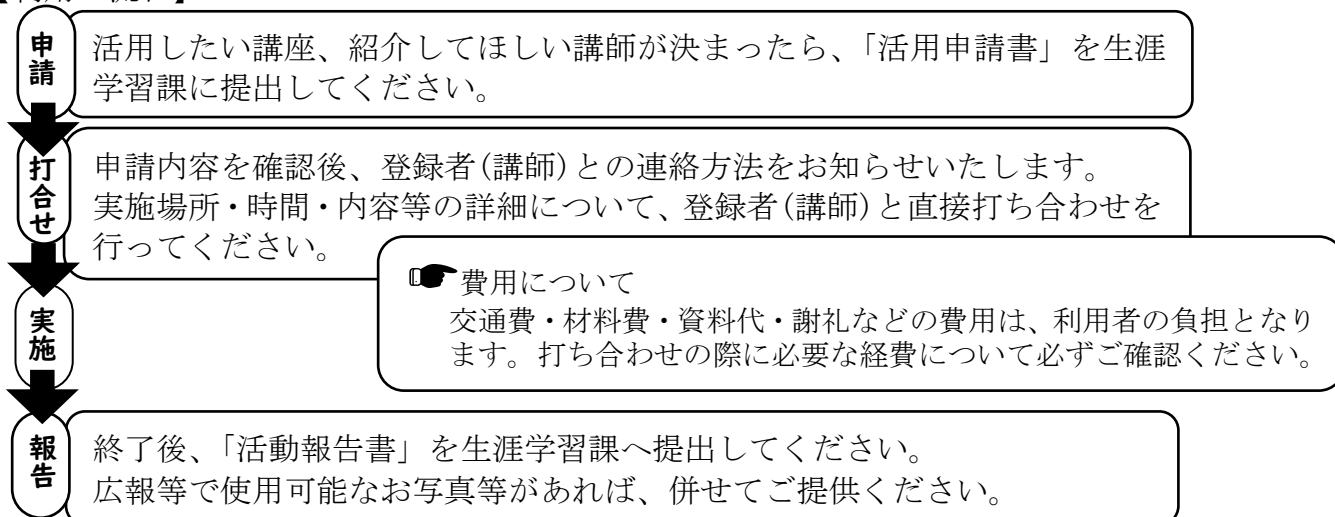 申請
活用したい講座、紹介してほしい講師が決まったら、「活用申請書」を生涯
学習課に提出してください。
打合せ
申請内容を確認後、登録者(講師)との連絡方法をお知らせいたします。
実施場所・時間・内容等の詳細について、登録者(講師)と直接打ち合わせを
行ってください。
☞費用について
交通費・材料費・資料代・謝礼などの費用は、利用者の負担となり
ます。打ち合わせの際に必要な経費について必ずご確認ください。
実施
報告
終了後、「活動報告書」を生涯学習課へ提出してください。
広報等で使用可能なお写真等があれば、併せてご提供ください。